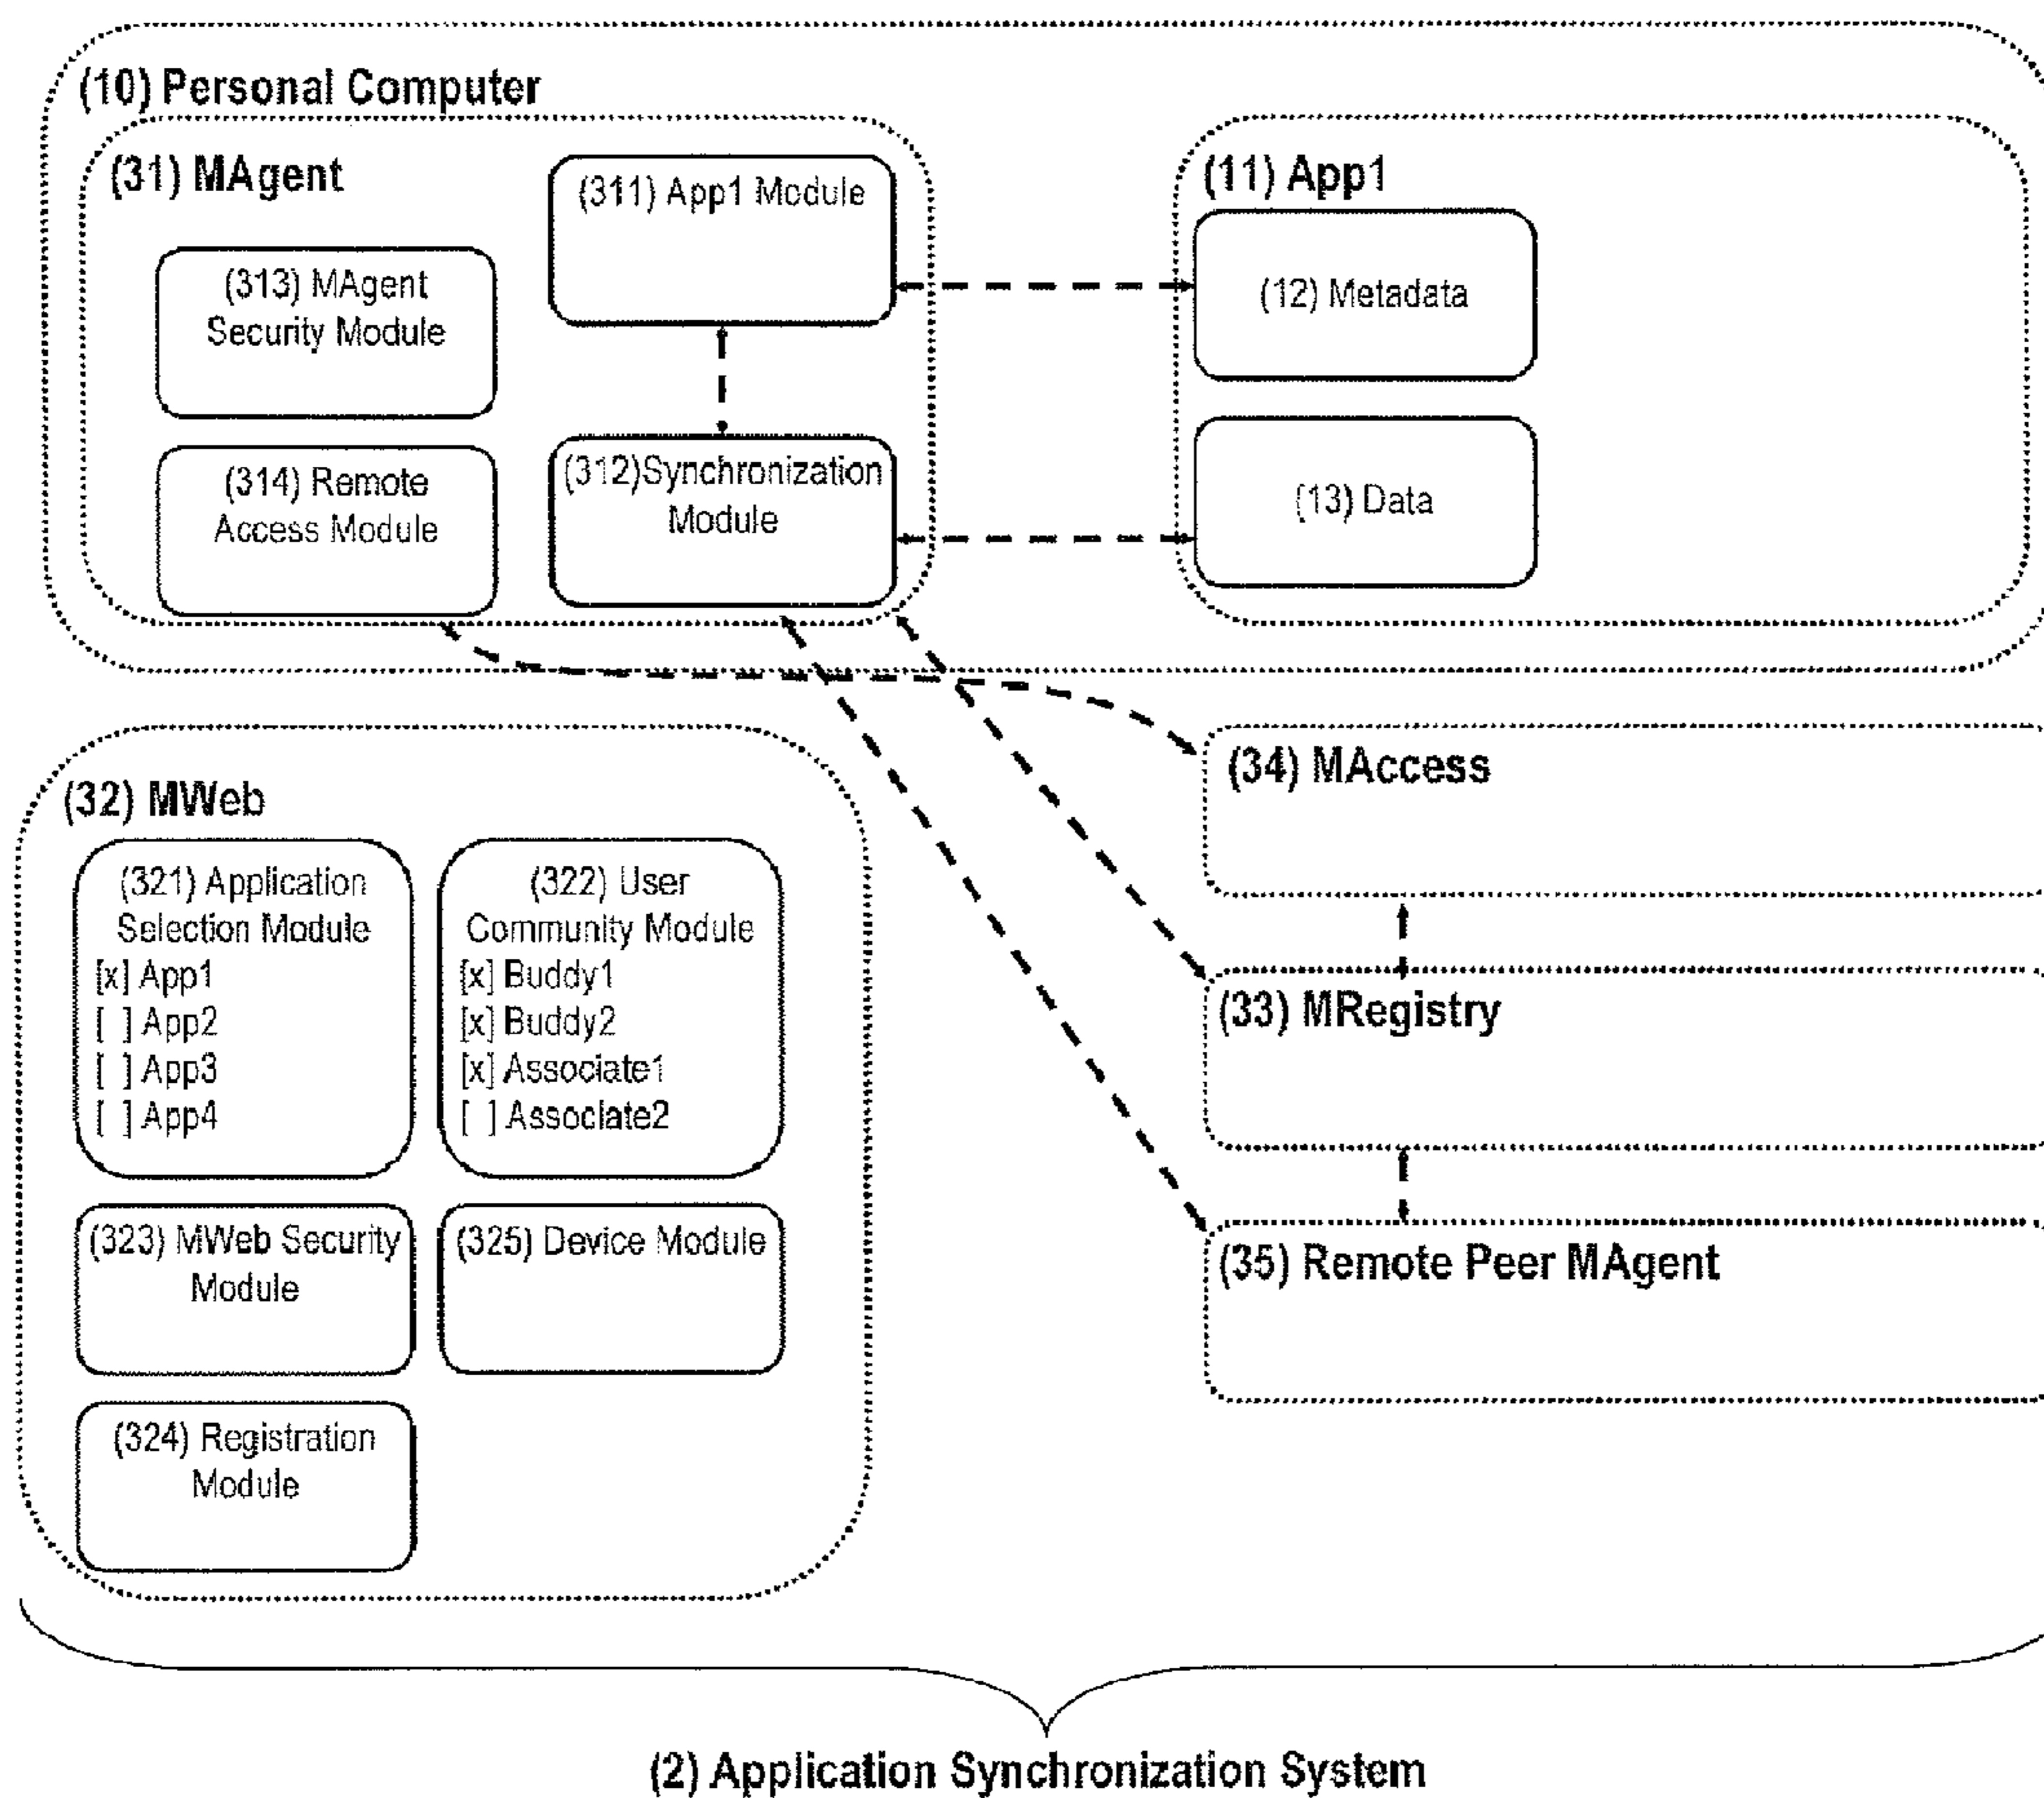 (10) Personal Computer
(31) MAgent
(311) App1 Module
(313) MAgent
Security Module
(314) Remote
Access Module
(312)Synchronization
Module
(11) App1
(12) Metadata
(13) Data
(32) MWeb
(321) Application
Selection Module
[x] App1
[ ] App2
[ ] App3
[ ] App4
(322) User
Community Module
[x] Buddy1
[x] Buddy2
[x] Associate1
[ ] Associate2
(323) MWeb Security
Module
(325) Device Module
(324) Registration
Module
(34) MAccess
(33) MRegistry
(35) Remote Peer MAgent
(2) Application Synchronization System